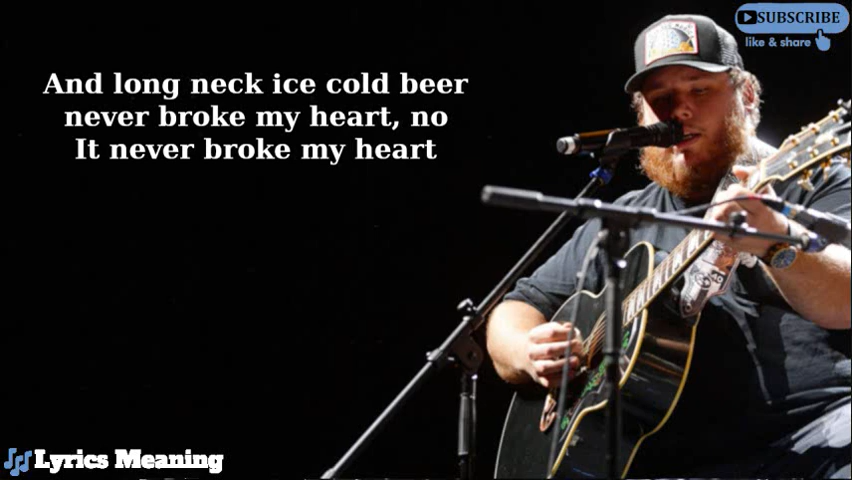 SUBSCRIBE
like & share
And long neck ice cold beer
never broke my heart, no
It never broke my heart
Lyrics Meaning